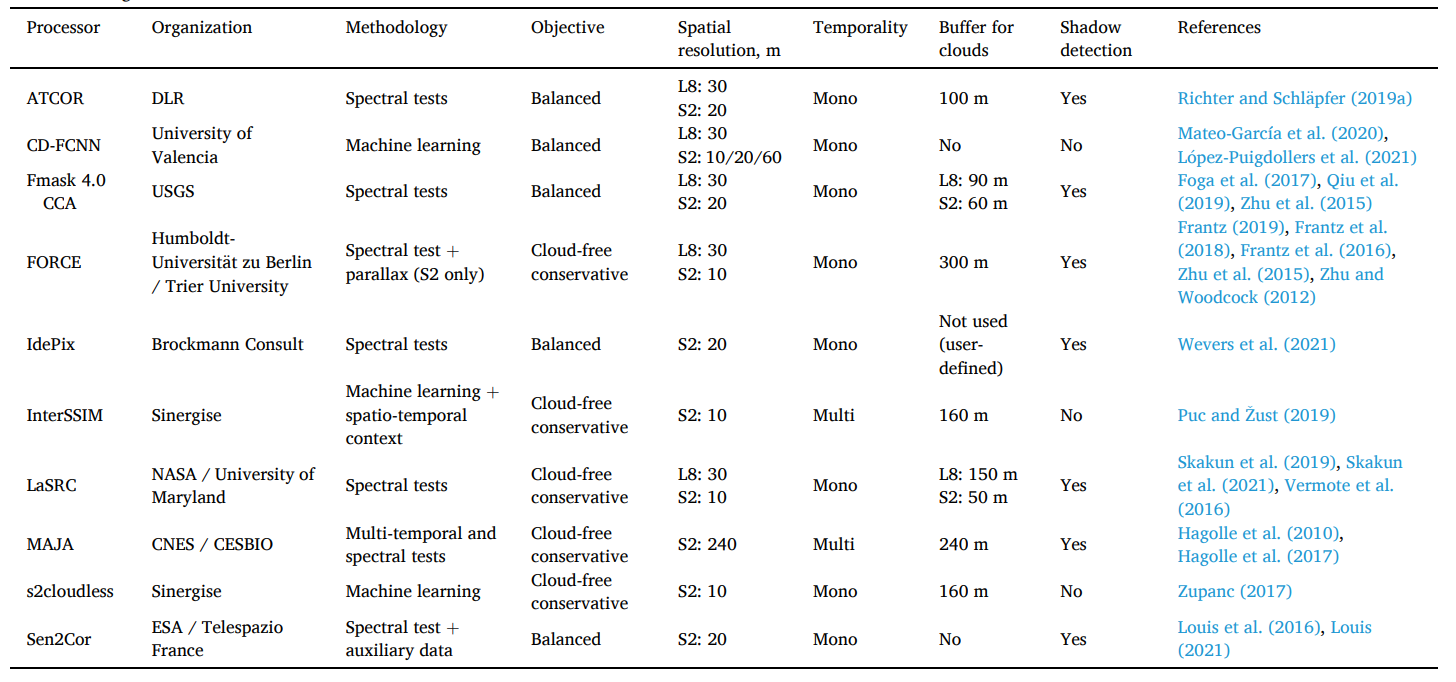 Processor Organization Methodology Objective Spatial resolution, m Temporality Buffer for clouds Shadow detection References
ATCOR DLR Spectral tests Balanced L8: 30 S2: 20 Mono 100 m Yes Richter and Schläpfer (2019a)
CD-FCNN University of Valencia Machine learning Balanced L8: 30 S2: 10/20/60 Mono No No Mateo-García et al. (2020), López-Puigdollers et al. (2021)
Fmask 4.0 CCA USGS Spectral tests Balanced L8: 30 S2: 20 Mono L8: 90 m S2: 60 m Yes Foga et al. (2017), Qiu et al. (2019), Zhu et al. (2015)
FORCE Humboldt-Universität zu Berlin / Trier University Spectral test + parallax (S2 only) Cloud-free conservative L8: 30 S2: 10 Mono 300 m Yes Frantz (2019), Frantz et al. (2018), Frantz et al. (2016), Zhu et al. (2015), Zhu and Woodcock (2012)
IdePix Brockmann Consult Spectral tests Balanced S2: 20 Mono Not used (user-defined) Yes Wevers et al. (2021)
InterSSIM Sinergise Machine learning + spatio-temporal context Cloud-free conservative S2: 10 Multi 160 m No Puc and Žust (2019)
LaSRC NASA / University of Maryland Spectral tests Cloud-free conservative L8: 30 S2: 10 Mono L8: 150 m S2: 50 m Yes Skakun et al. (2019), Skakun et al. (2021), Vermote et al. (2016)
MAJA CNES / CESBIO Multi-temporal and spectral tests Cloud-free conservative S2: 240 Multi 240 m Yes Hagolle et al. (2010), Hagolle et al. (2017)
s2cloudless Sinergise Machine learning Cloud-free conservative S2: 10 Mono 160 m No Zupanc (2017)
Sen2Cor ESA / Telespazio France Spectral test + auxiliary data Balanced S2: 20 Mono No Yes Louis et al. (2016), Louis (2021)